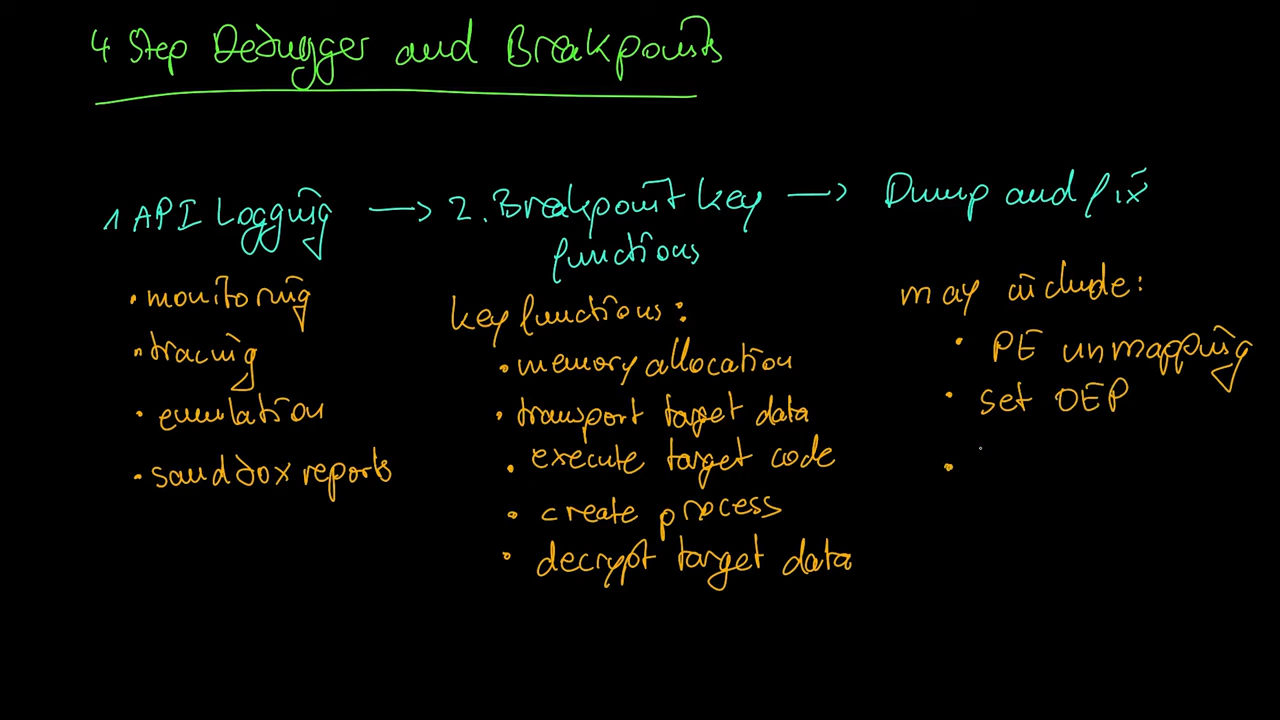 4 Step Debugger and Breakpoints
1 API Logging → 2. Breakpoint key functions → Dump and fix
• monitoring
• tracing
• emulation
• sandbox reports
key functions:
• memory allocation
• transport target data
• execute target code
• create process
• decrypt target data
may include:
• PE unmapping
• set OEP
•